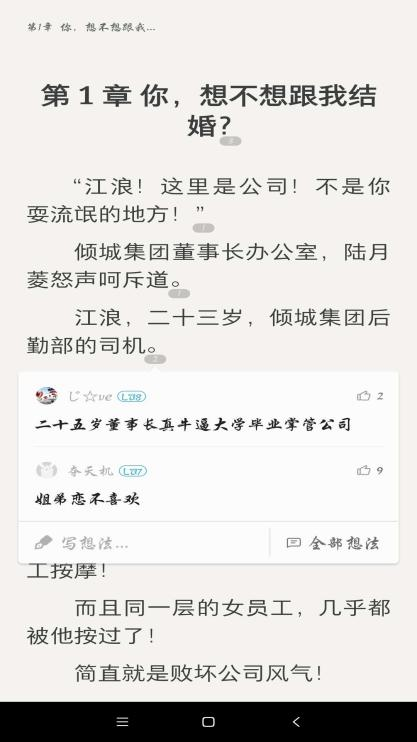 第1章 你，想不想跟我...
第1章 你，想不想跟我结
婚？
“江浪！这里是公司！不是你
耍流氓的地方！”
倾城集团董事长办公室，陆月
菱怒声呵斥道。
江浪，二十三岁，倾城集团后
勤部的司机。
じ☆ve Lv8 2
二十五岁董事长真牛逼大学毕业掌管公司
夺天机 Lv7 9
姐弟恋不喜欢
写想法... 全部想法
工按摩！
而且同一层的女员工，几乎都
被他按过了！
简直就是败坏公司风气！